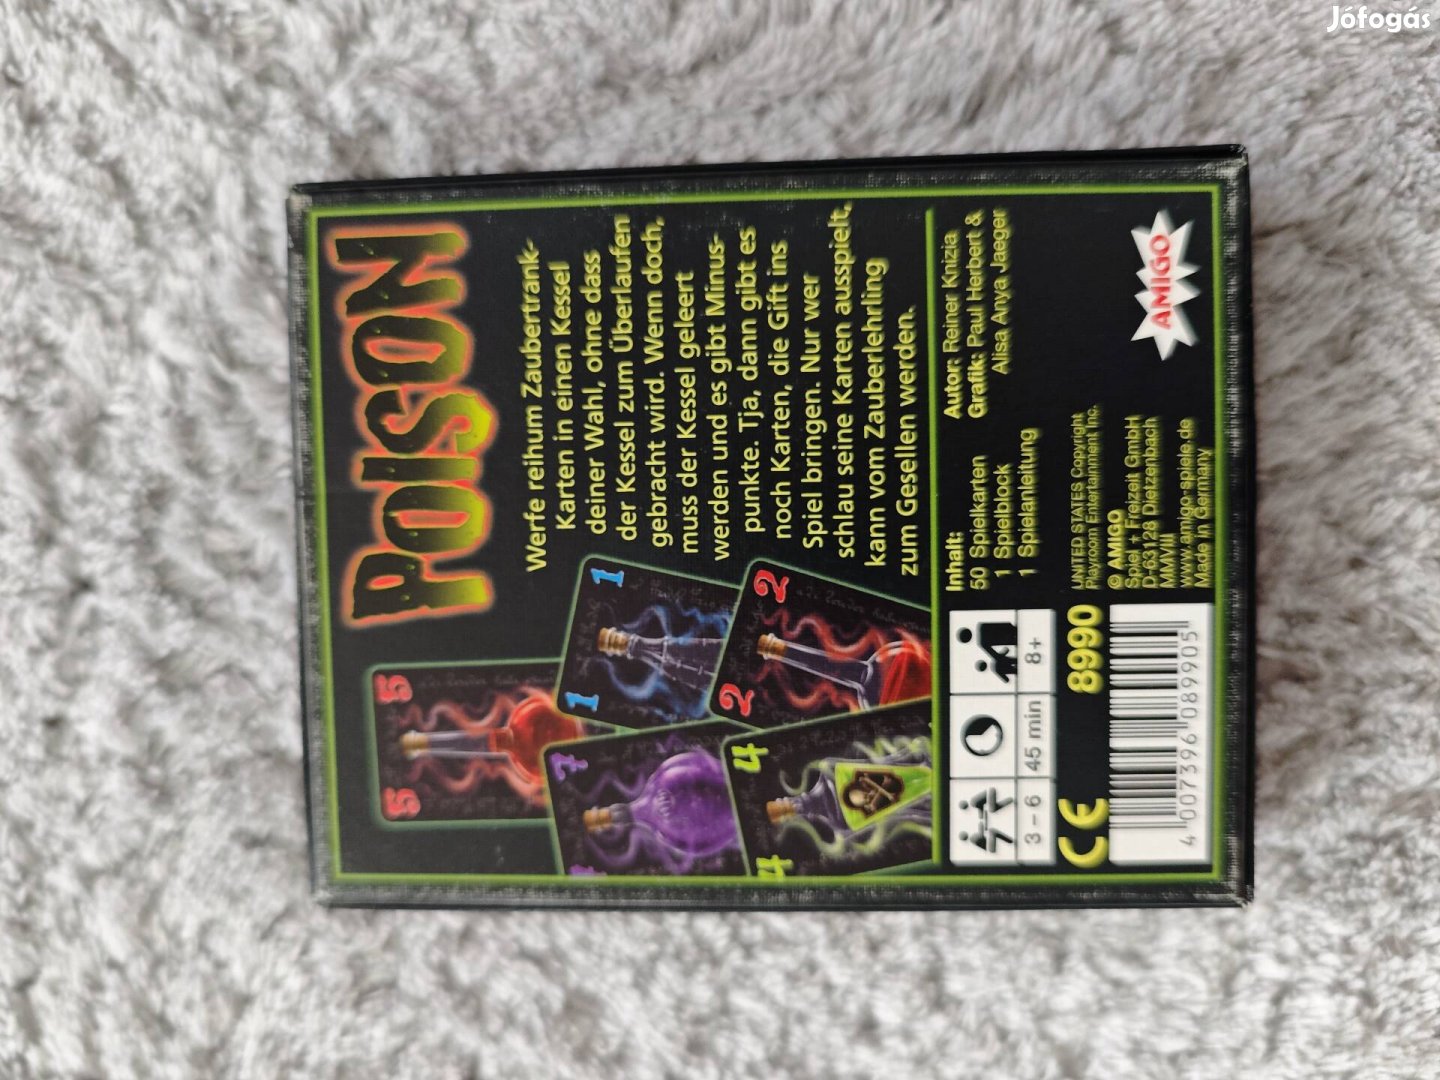 Jófogás
POISON
Werfe reihum Zaubertrank-
Karten in einen Kessel
deiner Wahl, ohne dass
der Kessel zum Überlaufen
gebracht wird. Wenn doch,
muss der Kessel geleert
werden und es gibt Minus-
punkte. Tja, dann gibt es
noch Karten, die Gift ins
Spiel bringen. Nur wer
schlau seine Karten ausspielt,
kann vom Zauberlehrling
zum Gesellen werden.
5
5
1
1
7
2
2
4
4
Inhalt:
50 Spielkarten
1 Spielblock
1 Spielanleitung
Autor: Reiner Knizia
Grafik: Paul Herbert &
Alisa Anya Jaeger
3 – 6
45 min
8+
UNITED STATES Copyright
Playroom Entertainment Inc.
© AMIGO
Spiel + Freizeit GmbH
D-63128 Dietzenbach
MMVIII
www.amigo-spiele.de
Made in Germany
AMIGO
CE
8990
4 007396 089905